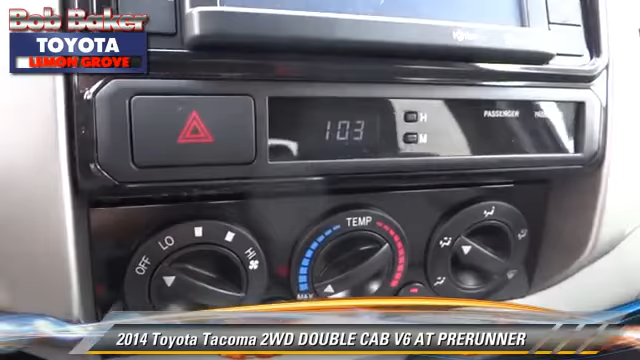 Bob Baker
TOYOTA
LEMON GROVE
103
H
M
PASSENGER
OFF
LO
HI
TEMP
MAX
2014 Toyota Tacoma 2WD DOUBLE CAB V6 AT PRERUNNER